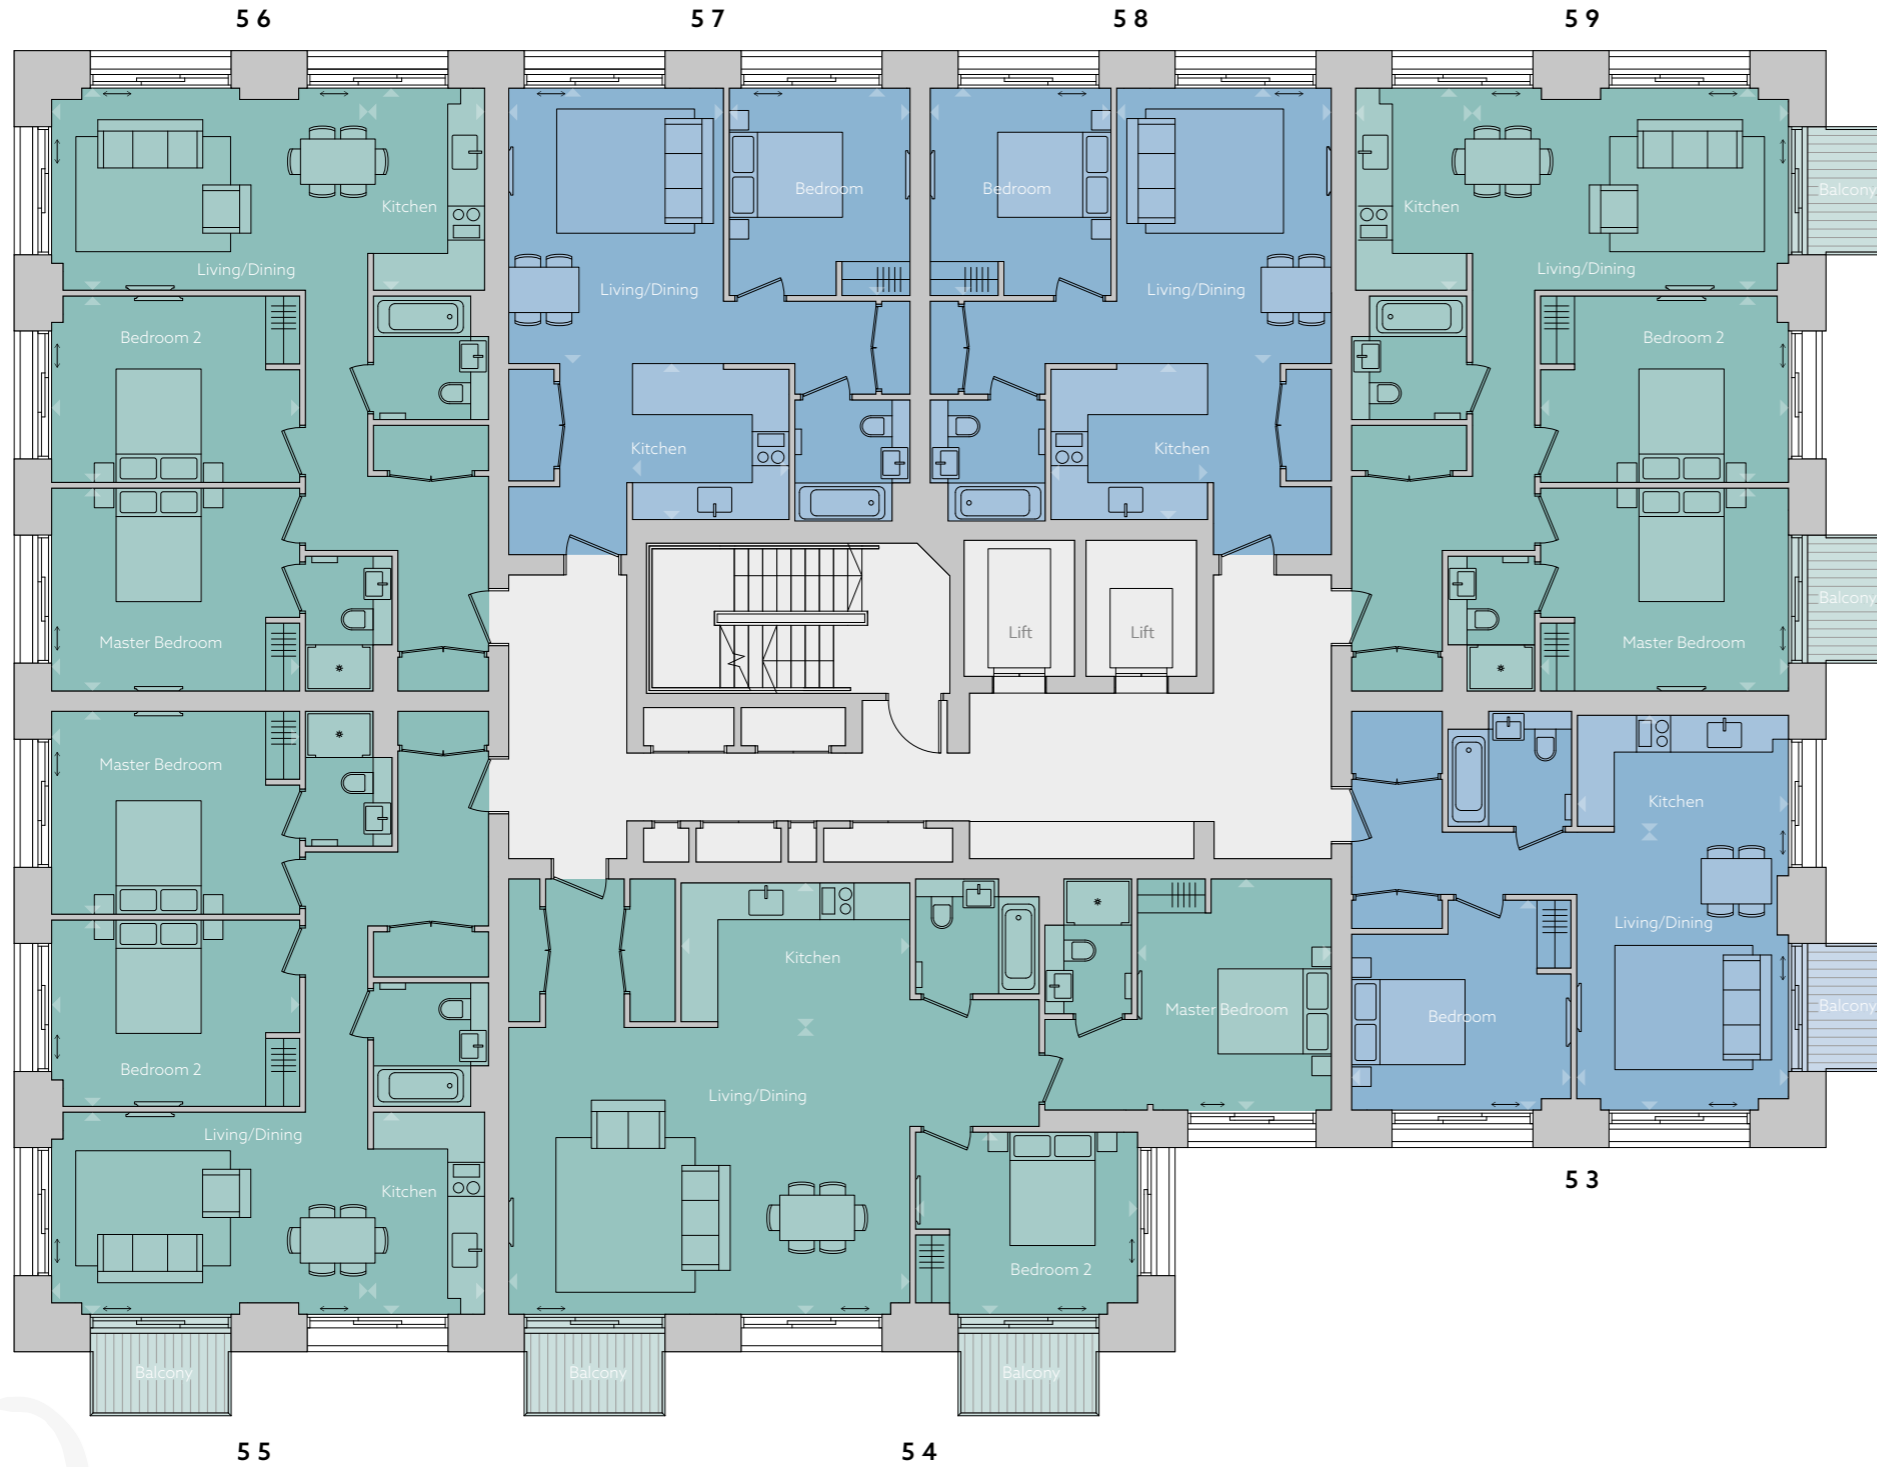 56
57
58
59
Bedroom
Bedroom
Balcony
Kitchen
Kitchen
Living/Dining
Living/Dining
Living/Dining
Living/Dining
Bedroom 2
Bedroom 2
Kitchen
Kitchen
Balcony
Lift
Lift
Master Bedroom
Master Bedroom
Master Bedroom
Kitchen
Living/Dining
Kitchen
Balcony
Master Bedroom
Bedroom
Bedroom 2
Living/Dining
Living/Dining
53
Kitchen
Bedroom 2
Balcony
Balcony
Balcony
55
54